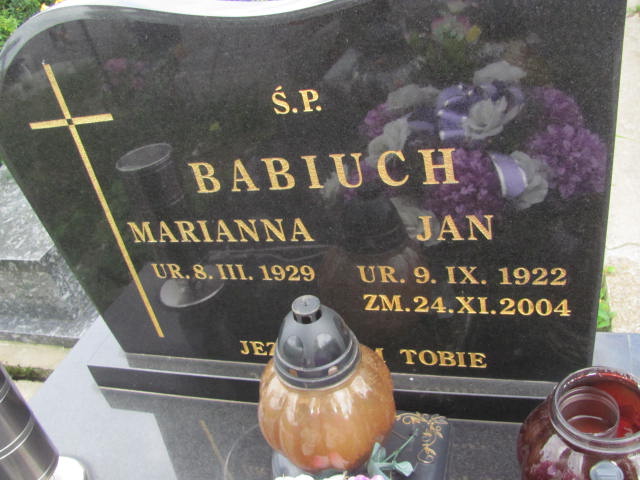 Ś.P.
BABIUCH
MARIANNA JAN
UR. 8. III. 1929 UR. 9. IX. 1922
ZM. 24. XI. 2004
TOBIE